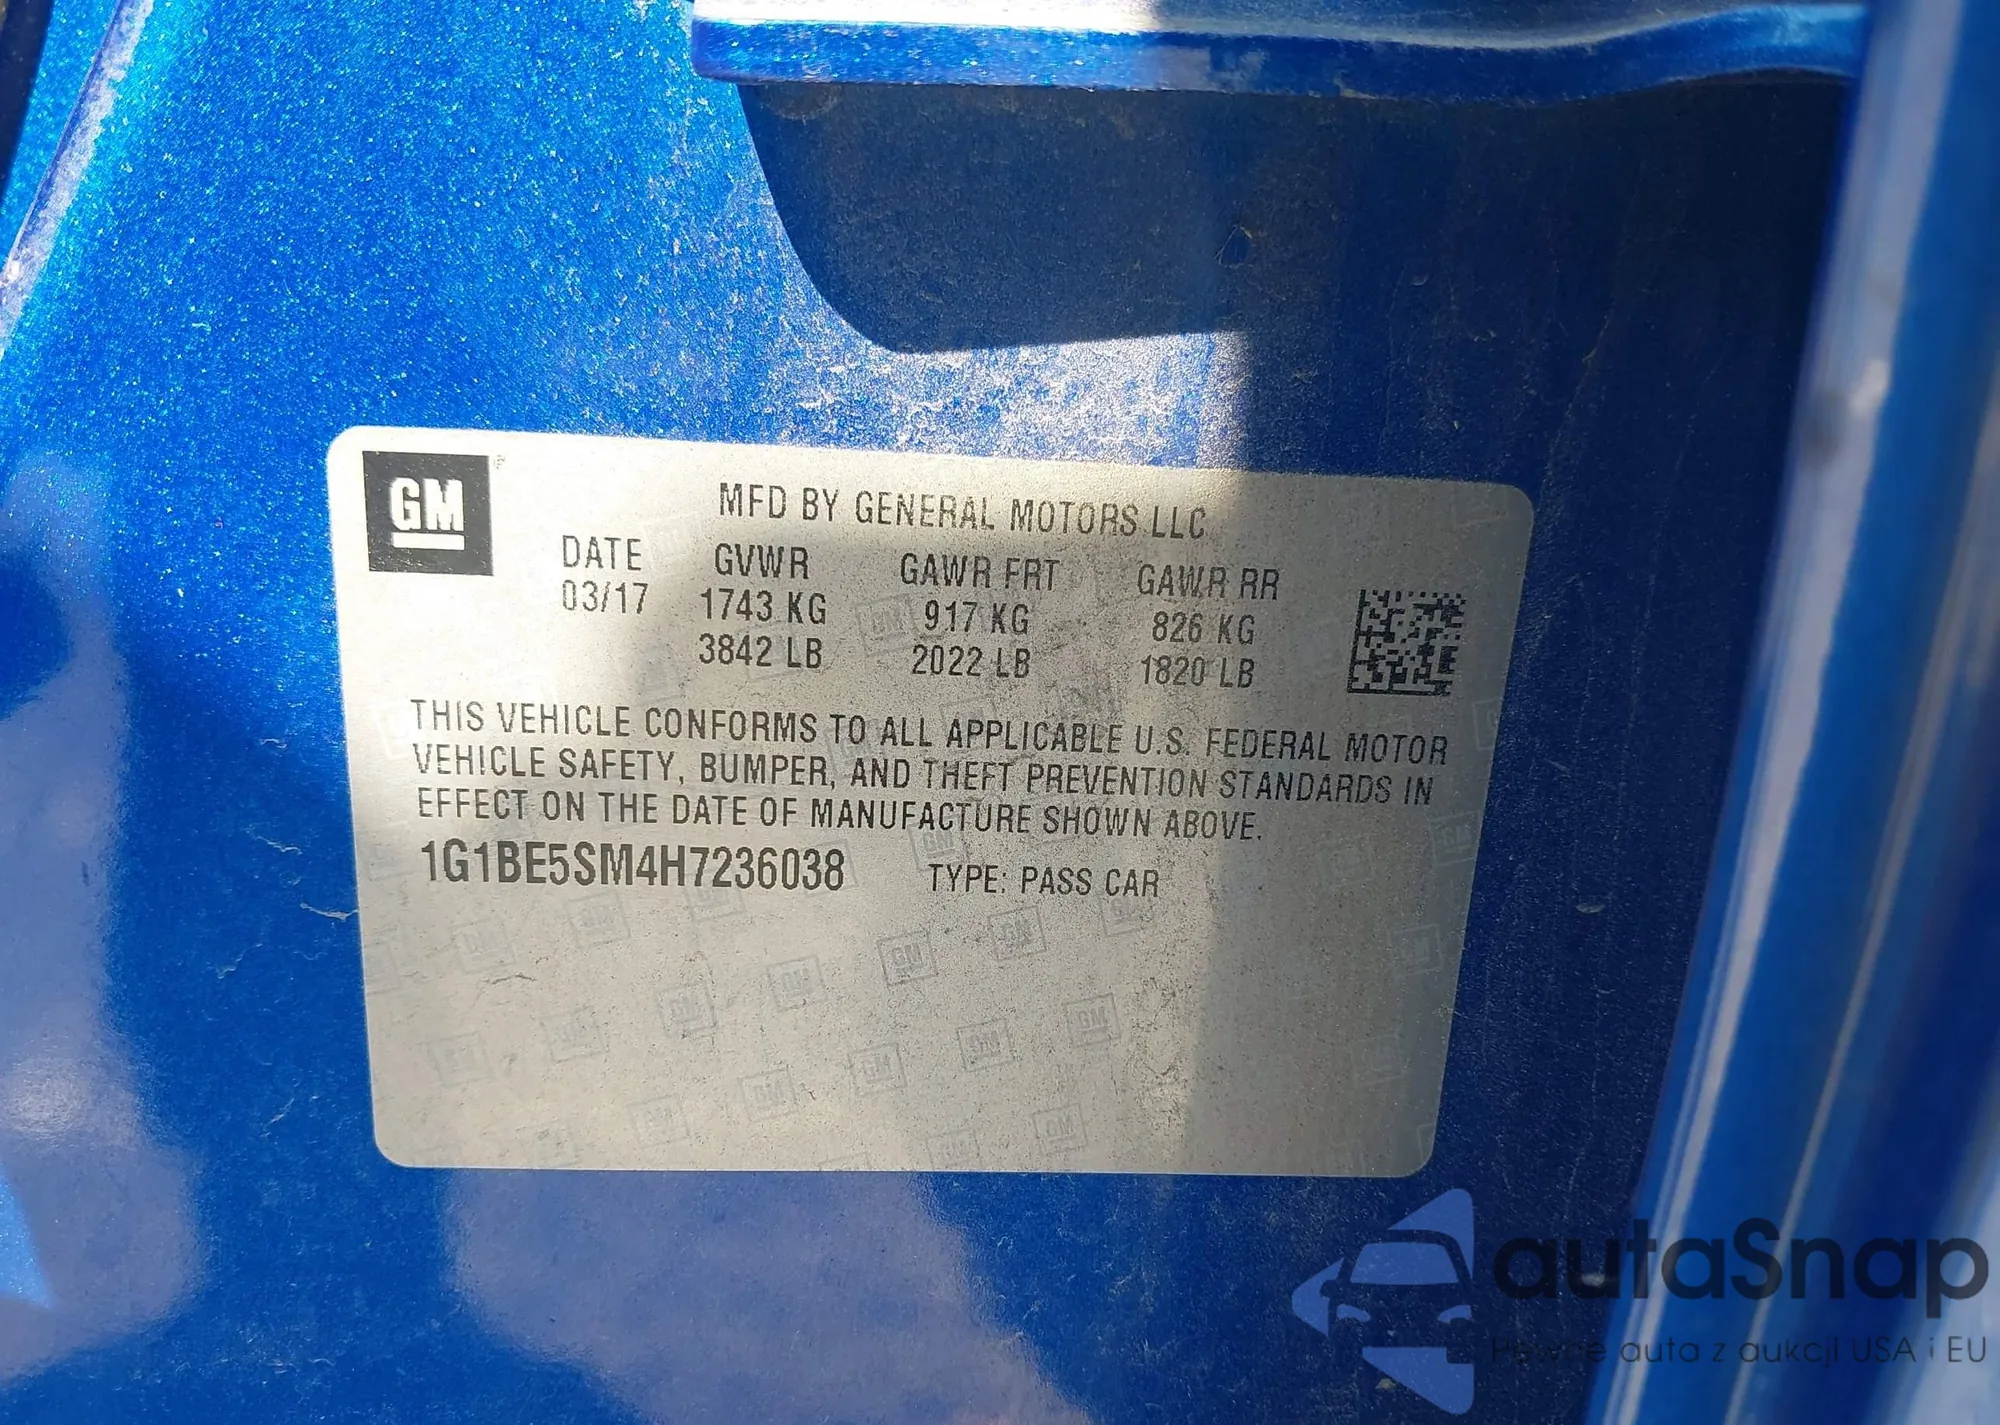 GM
MFD BY GENERAL MOTORS LLC
DATE GVWR GAWR FRT GAWR RR
03/17 1743 KG 917 KG 826 KG
3842 LB 2022 LB 1820 LB
THIS VEHICLE CONFORMS TO ALL APPLICABLE U.S. FEDERAL MOTOR
VEHICLE SAFETY, BUMPER, AND THEFT PREVENTION STANDARDS IN
EFFECT ON THE DATE OF MANUFACTURE SHOWN ABOVE.
1G1BE5SM4H7236038 TYPE: PASS CAR
autaSnap
Pewne auta z aukcji USA i EU